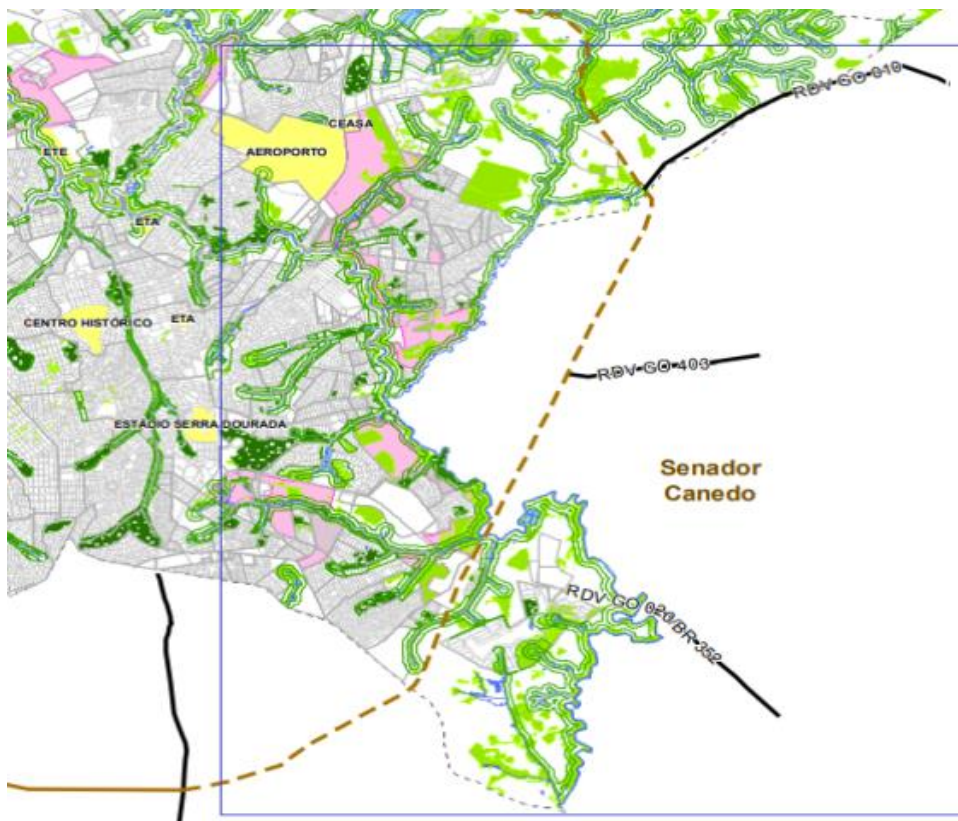 RDV GO 010
CEASA
AEROPORTO
ETE
ETA
CENTRO HISTÓRICO
ETA
RDV GO 403
ESTÁDIO SERRA DOURADA
Senador
Canedo
RDV GO 020/BR 352